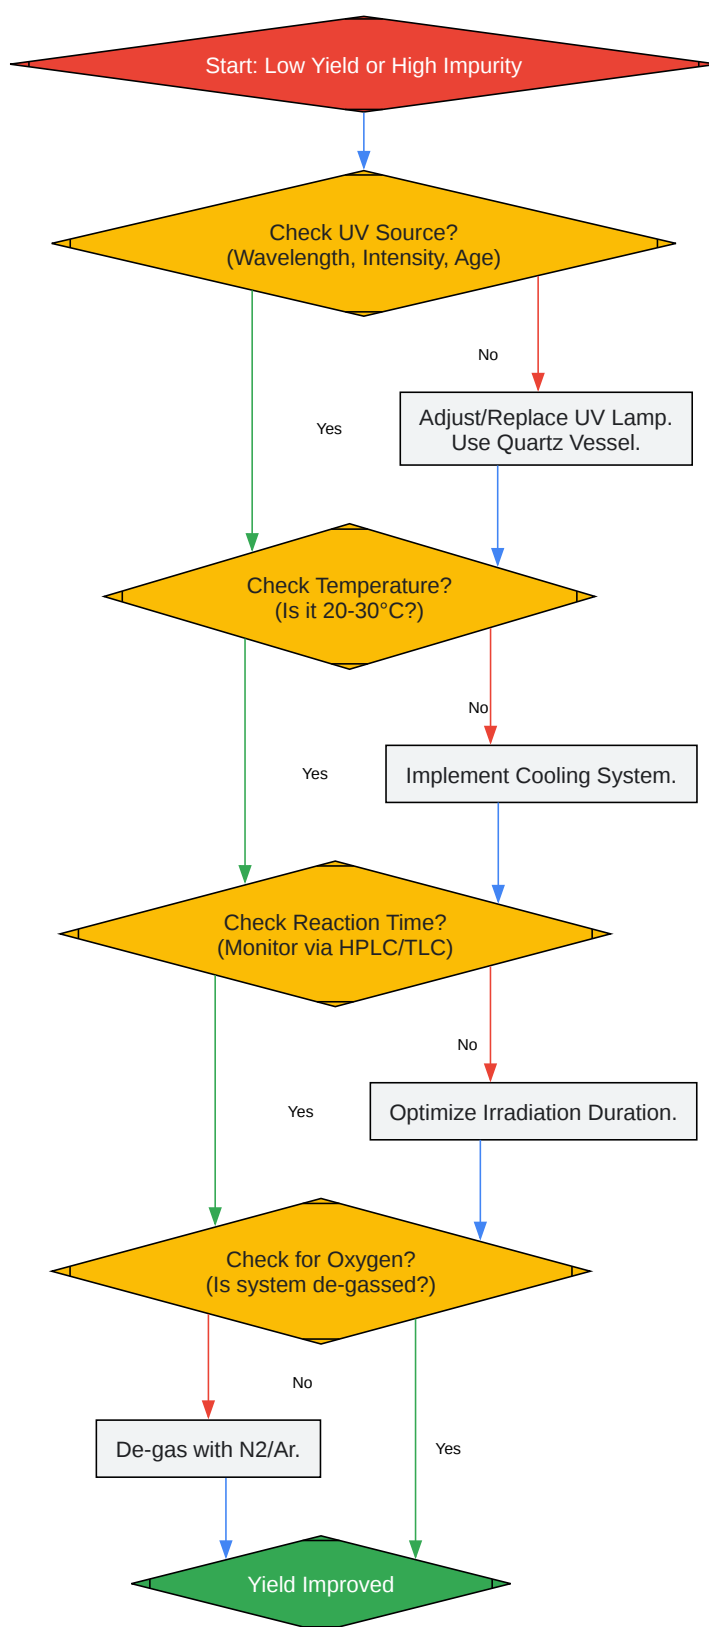 Start: Low Yield or High Impurity
Check UV Source?
(Wavelength, Intensity, Age)
No
Yes
Adjust/Replace UV Lamp.
Use Quartz Vessel.
Check Temperature?
(Is it 20-30°C?)
No
Yes
Implement Cooling System.
Check Reaction Time?
(Monitor via HPLC/TLC)
No
Yes
Optimize Irradiation Duration.
Check for Oxygen?
(Is system de-gassed?)
No
De-gas with N2/Ar.
Yes
Yield Improved